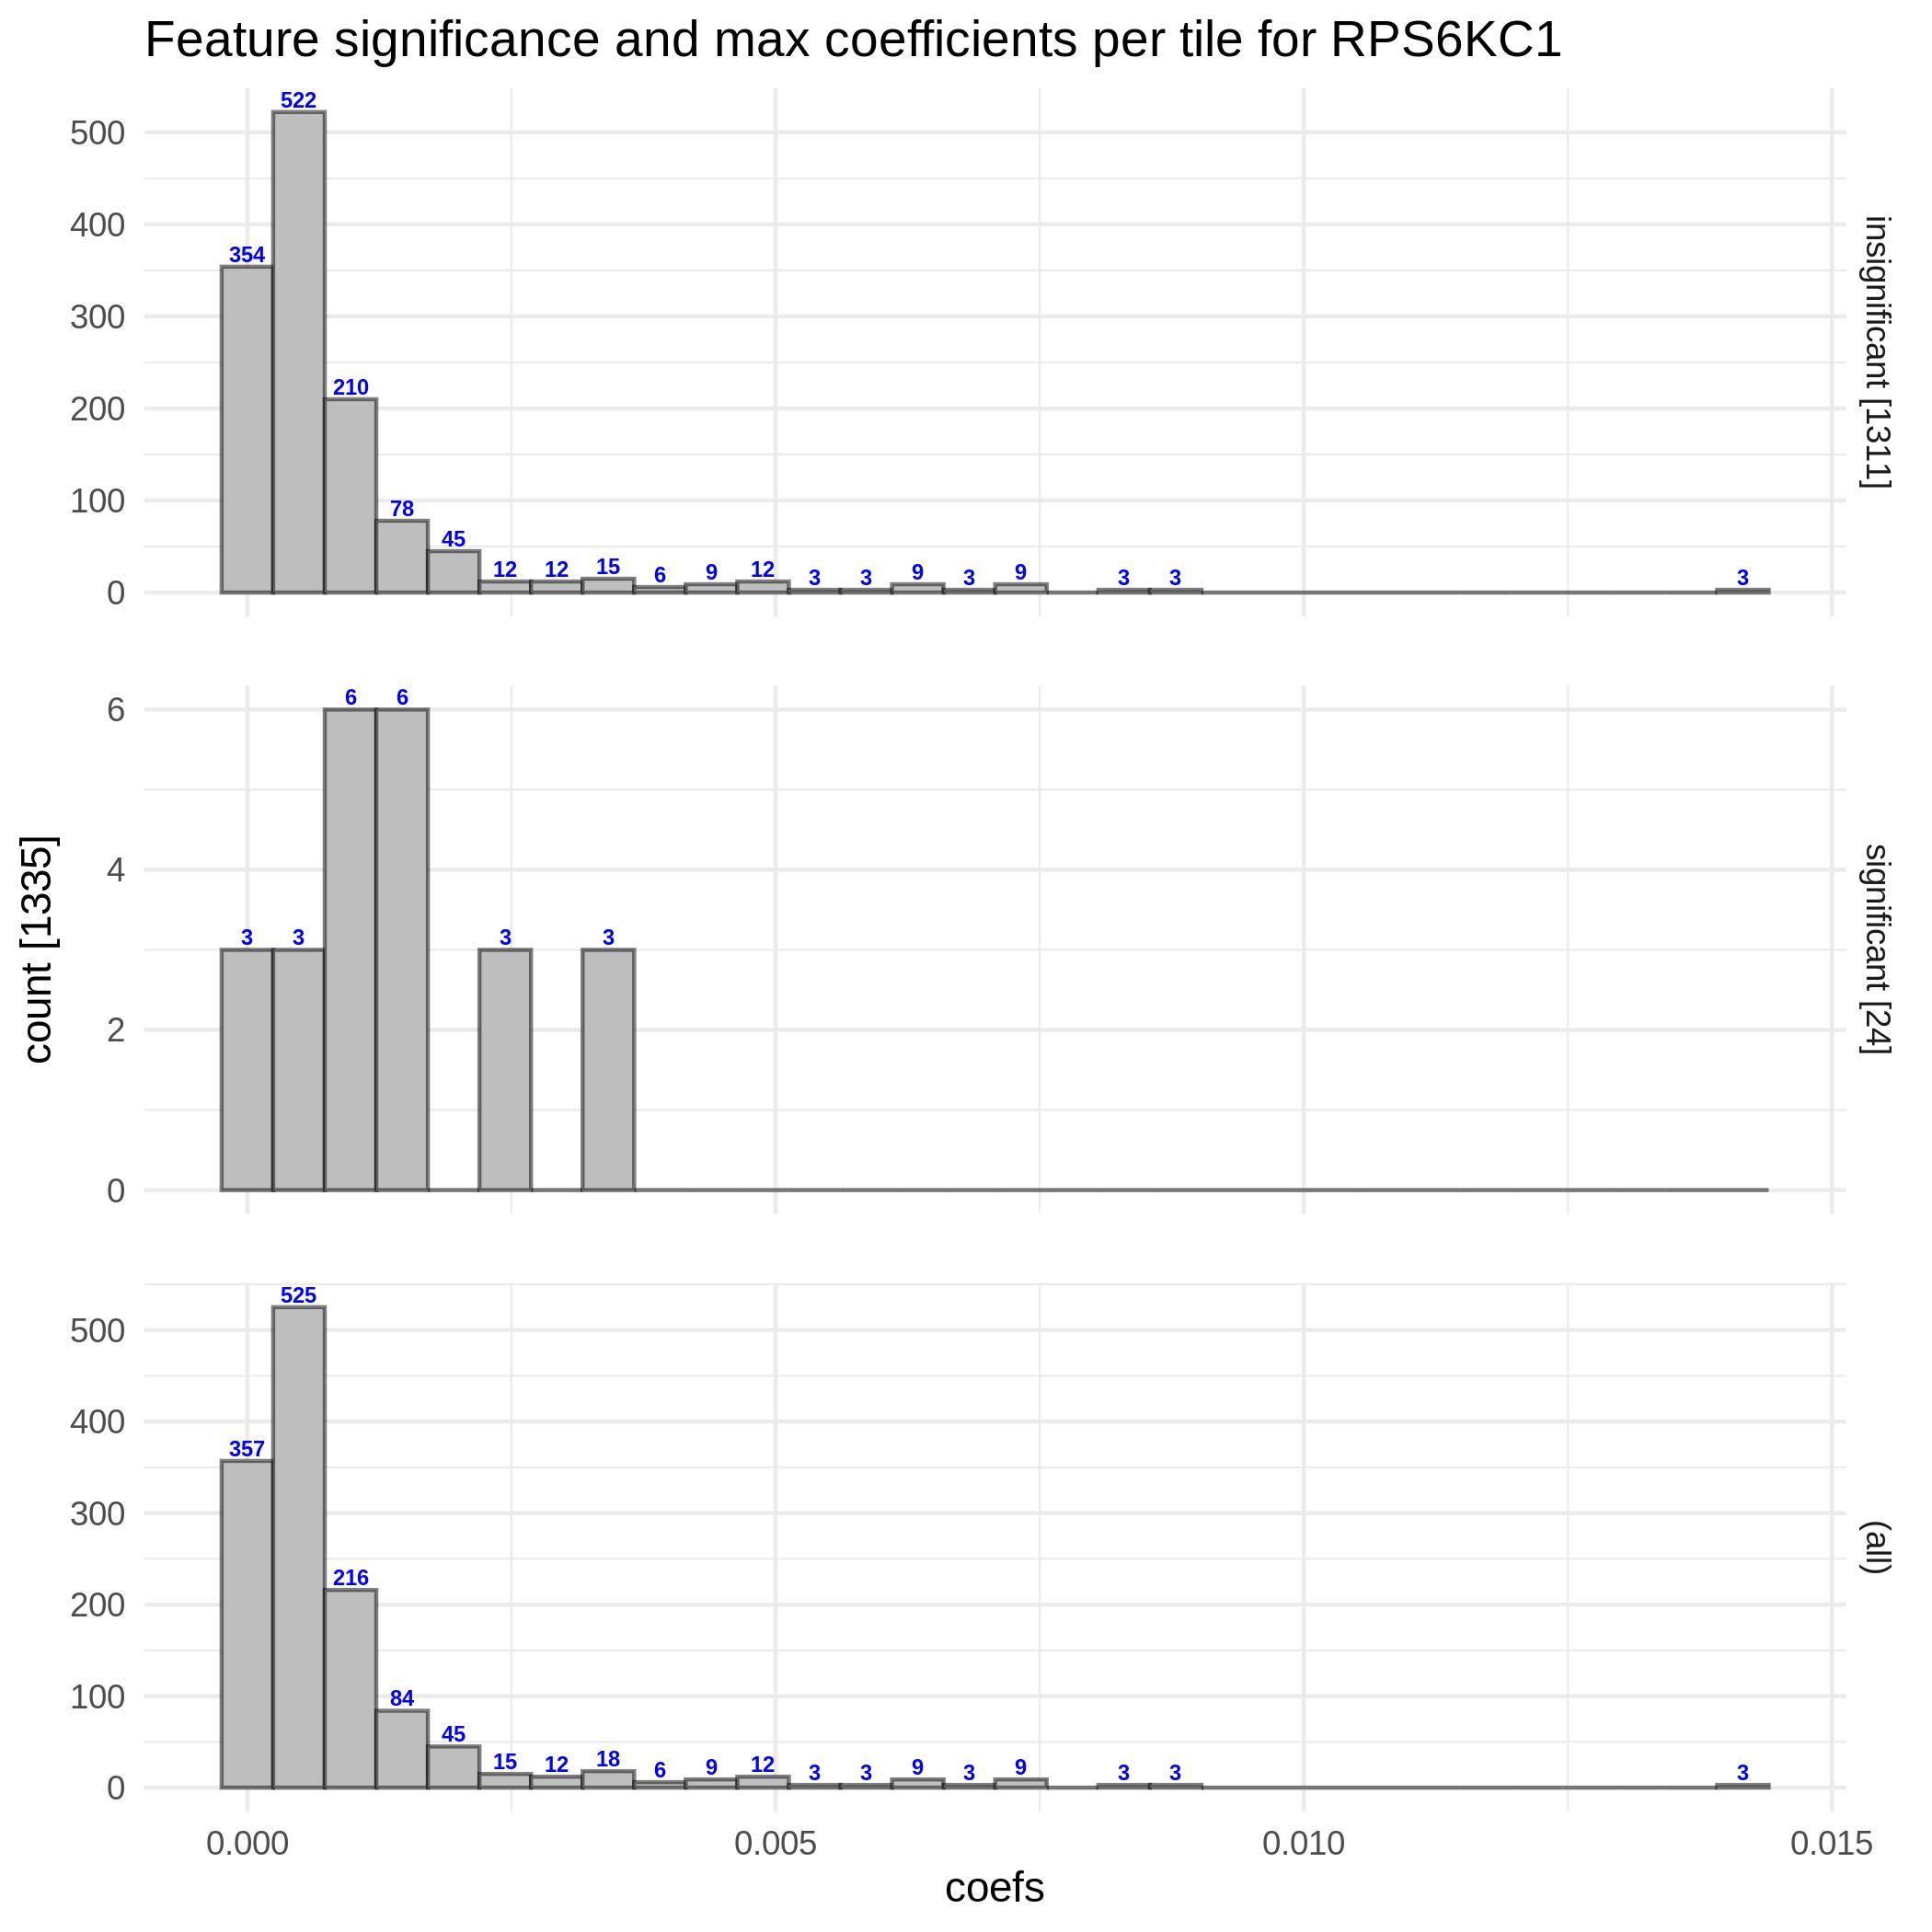 Feature significance and max coefficients per tile for RPS6KC1
522
354
210
78
45
12 12 15 6 9 12 3 3 9 3 9 3 3 3
500
400
300
200
100
0
insignificant [1311]
6 6
3 3 3 3
6
4
2
0
significant [24]
count [1335]
525
357
216
84
45
15 12 18 6 9 12 3 3 9 3 9 3 3 3
500
400
300
200
100
0
(all)
0.000 0.005 0.010 0.015
coefs